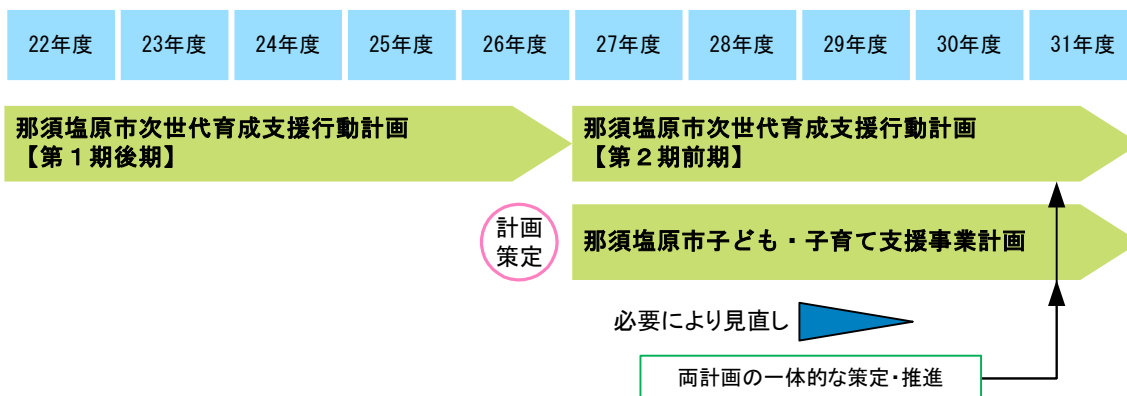 22年度 23年度 24年度 25年度 26年度 27年度 28年度 29年度 30年度 31年度
那須塩原市次世代育成支援行動計画
【第１期後期】
那須塩原市次世代育成支援行動計画
【第２期前期】
計画
策定
那須塩原市子ども・子育て支援事業計画
必要により見直し
両計画の一体的な策定・推進